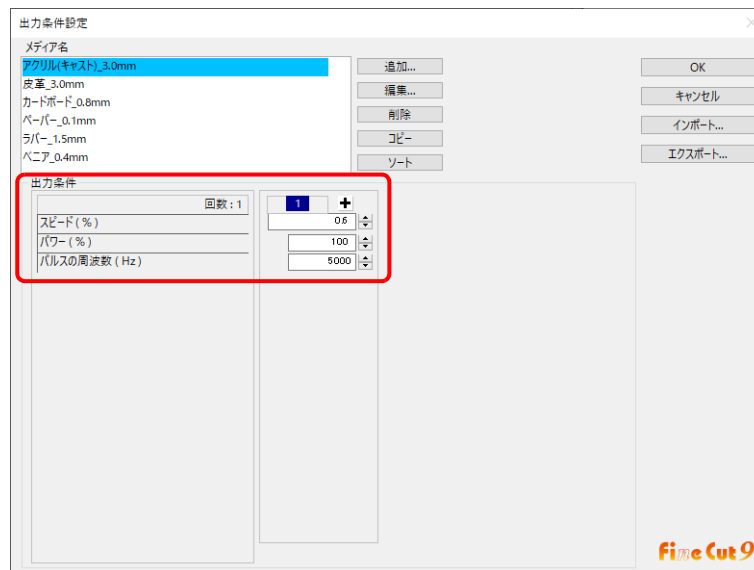 出力条件設定
メディア名
アクリル(キャスト)_3.0mm
皮革_3.0mm
カードボード_0.8mm
ペーパー_0.1mm
ラバー_1.5mm
ベニア_0.4mm
追加...
編集...
削除
コピー
ソート
OK
キャンセル
インポート...
エクスポート...
出力条件
回数 : 1
1 +
スピード ( % ) 0.6
パワー ( % ) 100
パルスの周波数 ( Hz ) 5000
Fine Cut 9